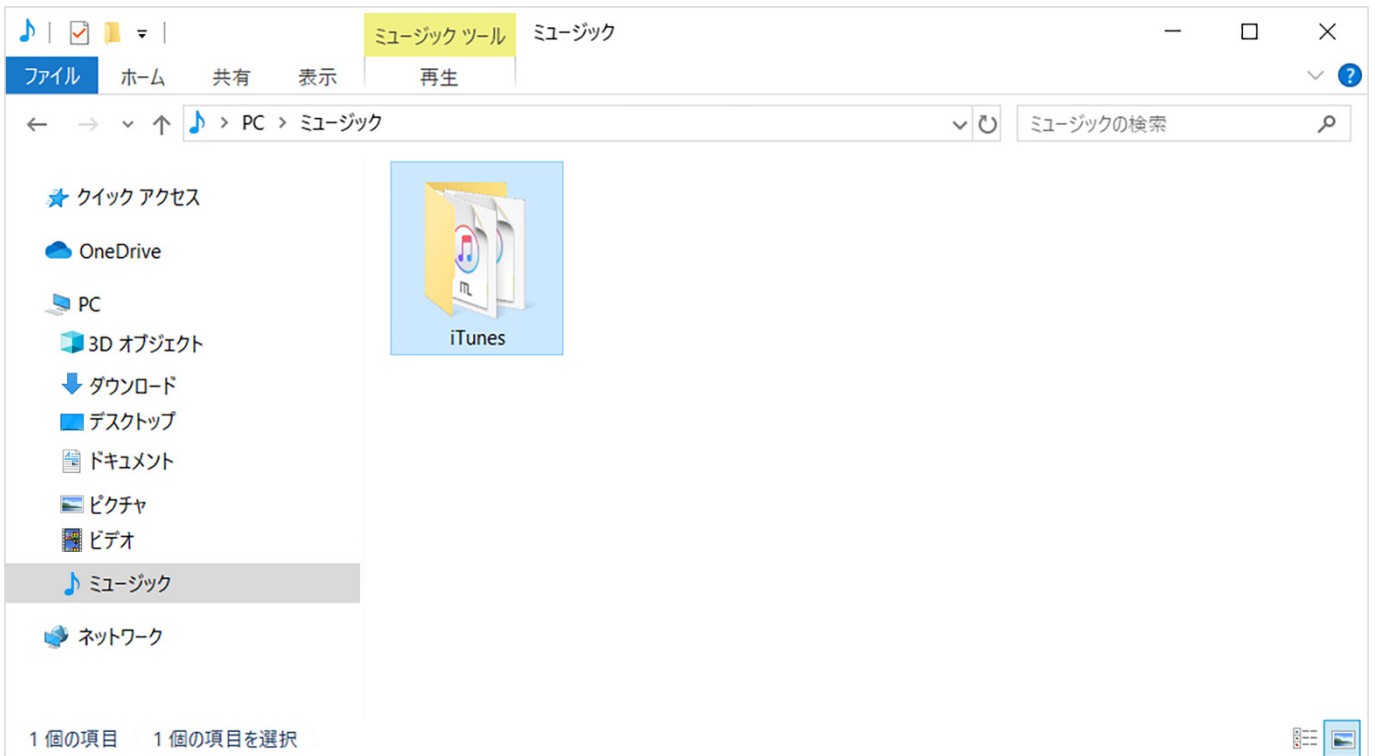 ミュージック ツール ミュージック
ファイル ホーム 共有 表示 再生
PC ミュージック ミュージックの検索
クイック アクセス
OneDrive
PC
3D オブジェクト
ダウンロード
デスクトップ
ドキュメント
ピクチャ
ビデオ
ミュージック
ネットワーク
iTunes
1 個の項目 1 個の項目を選択